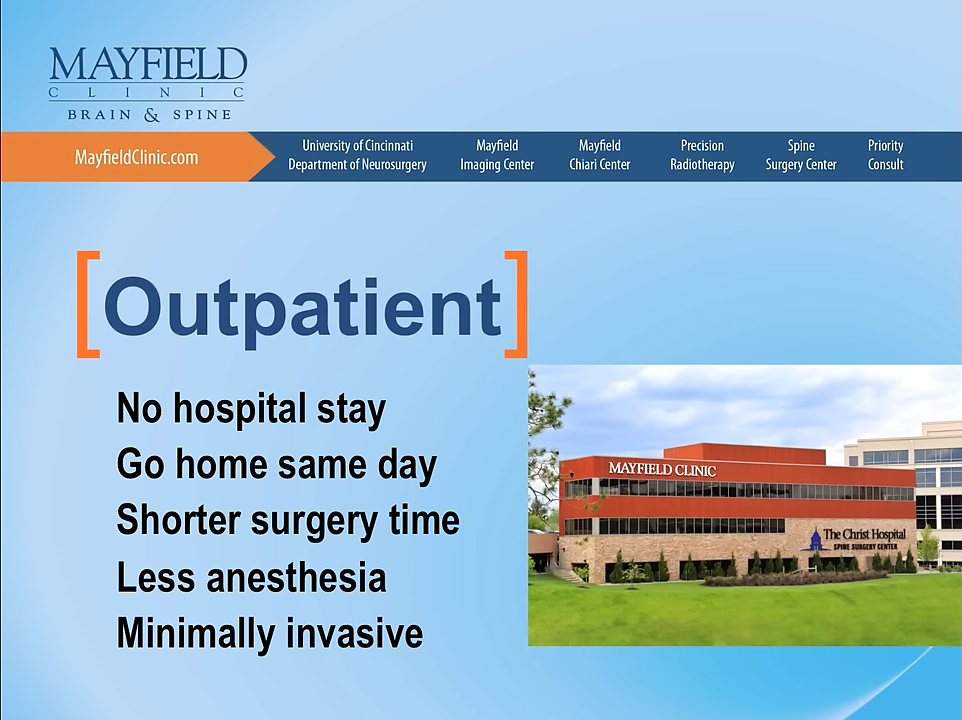 MAYFIELD
CLINIC
BRAIN & SPINE
MayfieldClinic.com
University of Cincinnati
Department of Neurosurgery
Mayfield
Imaging Center
Mayfield
Chiari Center
Precision
Radiotherapy
Spine
Surgery Center
Priority
Consult
[Outpatient]
No hospital stay
Go home same day
Shorter surgery time
Less anesthesia
Minimally invasive
MAYFIELD CLINIC
The Christ Hospital
SPINE SURGERY CENTER